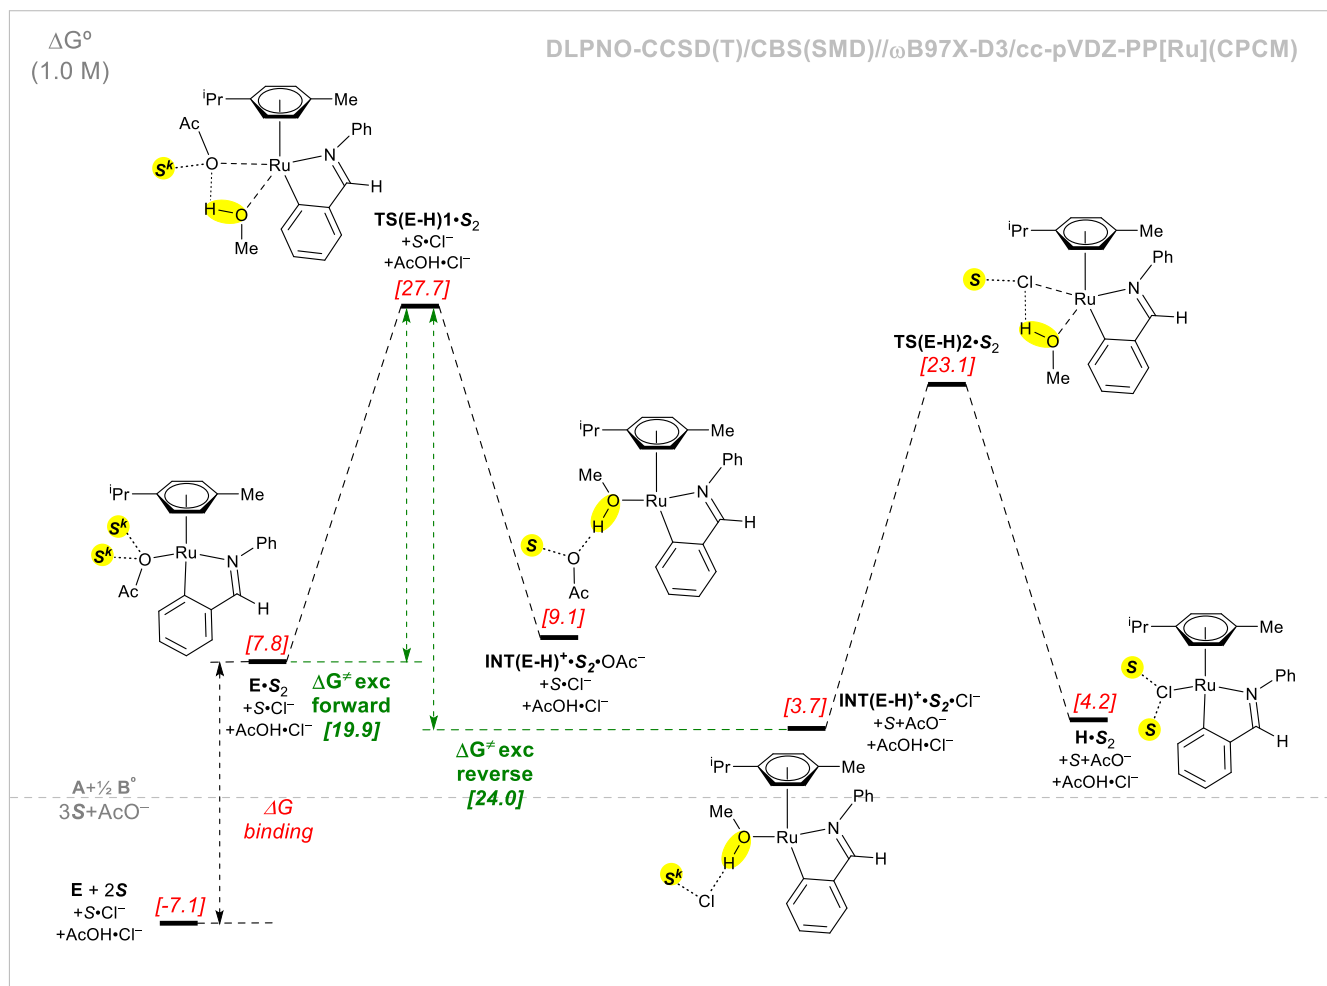 ΔGº
(1.0 M)
DLPNO-CCSD(T)/CBS(SMD)//ωB97X-D3/cc-pVDZ-PP[Ru](CPCM)
iPr
Me
Ac
Ph
Sk
O
Ru
N
H
H
O
Me
TS(E-H)1•S2
+S•Cl–
+AcOH•Cl–
[27.7]
iPr
Me
Ph
S
Cl
Ru
N
H
H
O
Me
TS(E-H)2•S2
[23.1]
iPr
Me
Me
Ph
O
Ru
N
H
H
S
O
Ac
[9.1]
INT(E-H)+•S2•OAc–
+S•Cl–
+AcOH•Cl–
iPr
Me
Sk
Sk
Ph
O
Ru
N
Ac
H
[7.8]
E•S2
+S•Cl–
+AcOH•Cl–
ΔG≠ exc
forward
[19.9]
ΔG≠ exc
reverse
[24.0]
[3.7]
INT(E-H)+•S2•Cl–
+S+AcO–
+AcOH•Cl–
iPr
Me
S
Ph
Cl
Ru
N
S
H
[4.2]
H•S2
+S+AcO–
+AcOH•Cl–
A+½ Bº
3S+AcO–
ΔG
binding
iPr
Me
Me
Ph
O
Ru
N
H
H
Sk
Cl
E + 2S
+S•Cl–
+AcOH•Cl–
[-7.1]